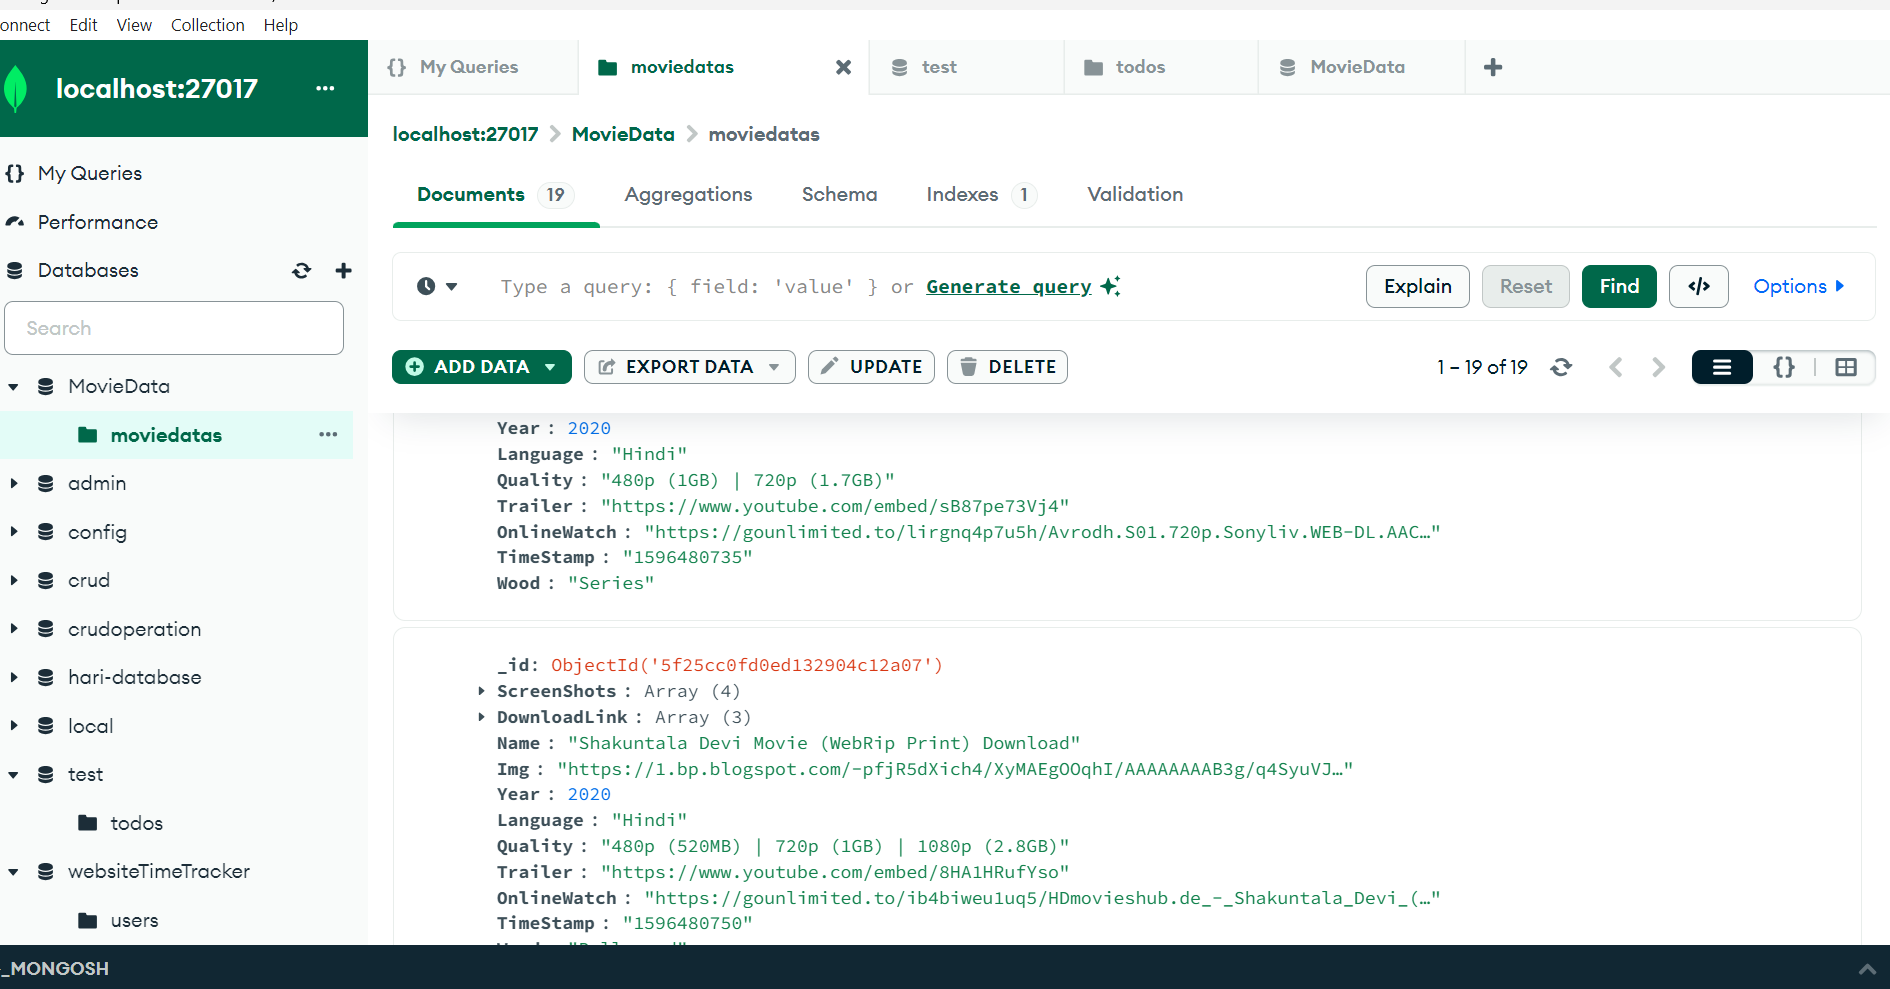 onnect Edit View Collection Help
localhost:27017 ...
My Queries
moviedatas
test
todos
MovieData
localhost:27017 > MovieData > moviedatas
My Queries
Performance
Databases
Search
MovieData
moviedatas ...
admin
config
crud
crudoperation
hari-database
local
test
todos
websiteTimeTracker
users
Documents 19 Aggregations Schema Indexes 1 Validation
Type a query: { field: 'value' } or Generate query
Explain Reset Find </> Options
ADD DATA EXPORT DATA UPDATE DELETE
1 – 19 of 19
Year : 2020
Language : "Hindi"
Quality : "480p (1GB) | 720p (1.7GB)"
Trailer : "https://www.youtube.com/embed/sB87pe73Vj4"
OnlineWatch : "https://gounlimited.to/lirgnq4p7u5h/Avrodh.S01.720p.Sonyliv.WEB-DL.AAC…"
TimeStamp : "1596480735"
Wood : "Series"
_id: ObjectId('5f25cc0fd0ed132904c12a07')
ScreenShots : Array (4)
DownloadLink : Array (3)
Name : "Shakuntala Devi Movie (WebRip Print) Download"
Img : "https://1.bp.blogspot.com/-pfjR5dXich4/XyMAEgOOqhI/AAAAAAAAB3g/q4SyuVJ…"
Year : 2020
Language : "Hindi"
Quality : "480p (520MB) | 720p (1GB) | 1080p (2.8GB)"
Trailer : "https://www.youtube.com/embed/8HA1HRufYso"
OnlineWatch : "https://gounlimited.to/ib4biweu1uq5/HDmovieshub.de_-_Shakuntala_Devi_(…"
TimeStamp : "1596480750"
_MONGOSH